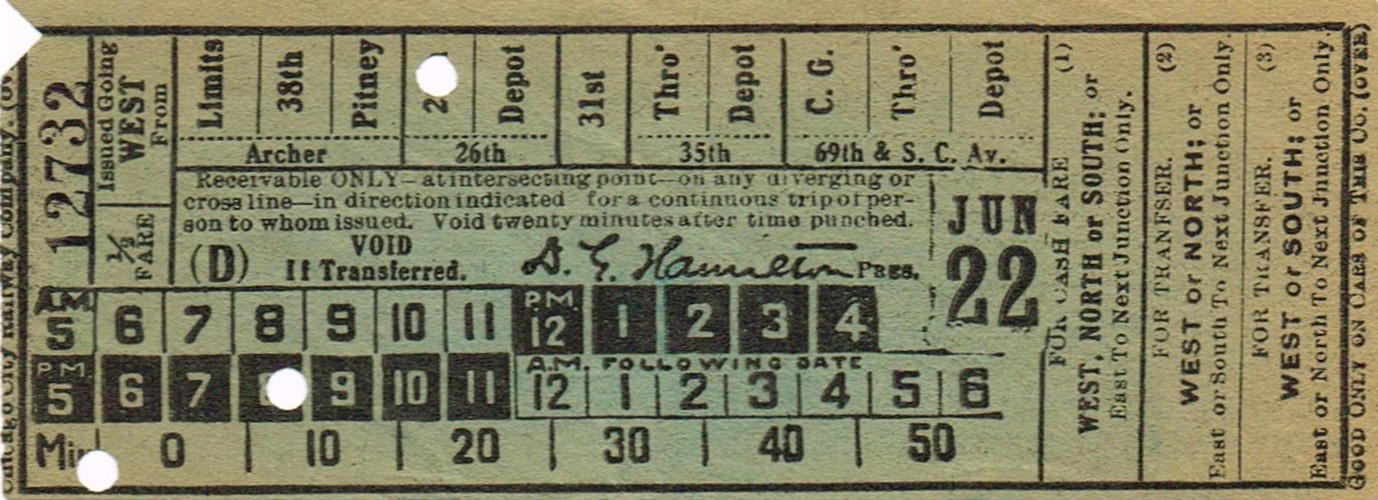 Chicago City Railway Company. (Ov
12732
Issued Going
WEST
From
½
FARE
Limits
38th
Pitney
Archer
2
Depot
26th
31st
Thro'
Depot
35th
C. G.
Thro'
Depot
69th & S. C. Av.
Receivable ONLY—at intersecting point—on any diverging or
cross line—in direction indicated for a continuous trip of per-
son to whom issued. Void twenty minutes after time punched.
(D)
VOID
If Transferred.
D. G. Hamilton PRES.
JUN
22
A.M.
5 6 7 8 9 10 11
P.M.
12 1 2 3 4
P.M.
5 6 7 9 10 11
A.M. FOLLOWING DATE
12 1 2 3 4 5 6
Min 0 10 20 30 40 50
(1)
FOR CASH FARE
WEST, NORTH or SOUTH; or
East To Next Junction Only.
(2)
FOR TRANFSER.
WEST or NORTH; or
East or South To Next Junction Only.
(3)
FOR TRANSFER.
WEST or SOUTH; or
East or North To Next Junction Only.
GOOD ONLY ON CARS OF THIS CO. (OVER)